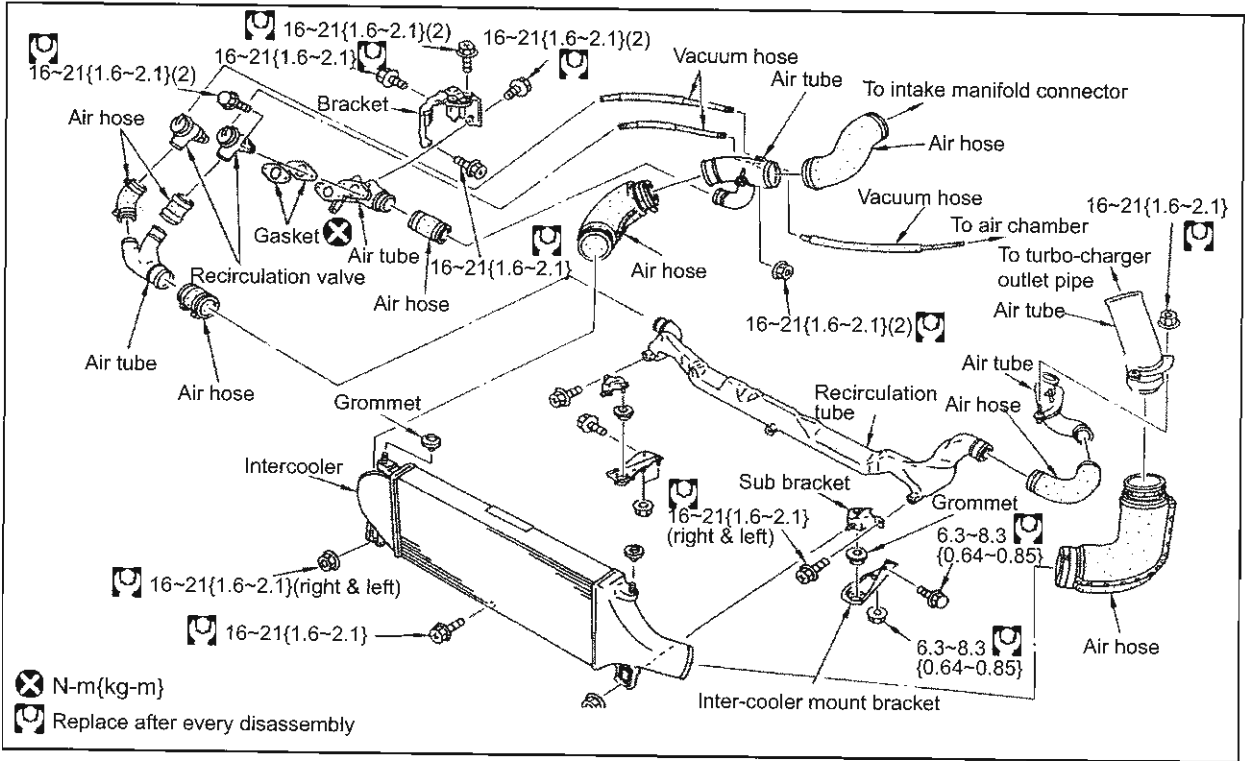 16~21{1.6~2.1}(2)
16~21{1.6~2.1}(2)
16~21{1.6~2.1}
16~21{1.6~2.1}(2)
Vacuum hose
Air tube
To intake manifold connector
Bracket
Air hose
Air hose
Vacuum hose
16~21{1.6~2.1}
To air chamber
Gasket
Air tube
16~21{1.6~2.1}
Air hose
To turbo-charger
outlet pipe
Recirculation valve
Air hose
Air tube
16~21{1.6~2.1}(2)
Air tube
Air hose
Air tube
Grommet
Recirculation
tube
Air hose
Intercooler
Sub bracket
Grommet
16~21{1.6~2.1}
(right & left)
6.3~8.3
{0.64~0.85}
16~21{1.6~2.1}(right & left)
16~21{1.6~2.1}
6.3~8.3
{0.64~0.85}
Air hose
Inter-cooler mount bracket
N-m{kg-m}
Replace after every disassembly